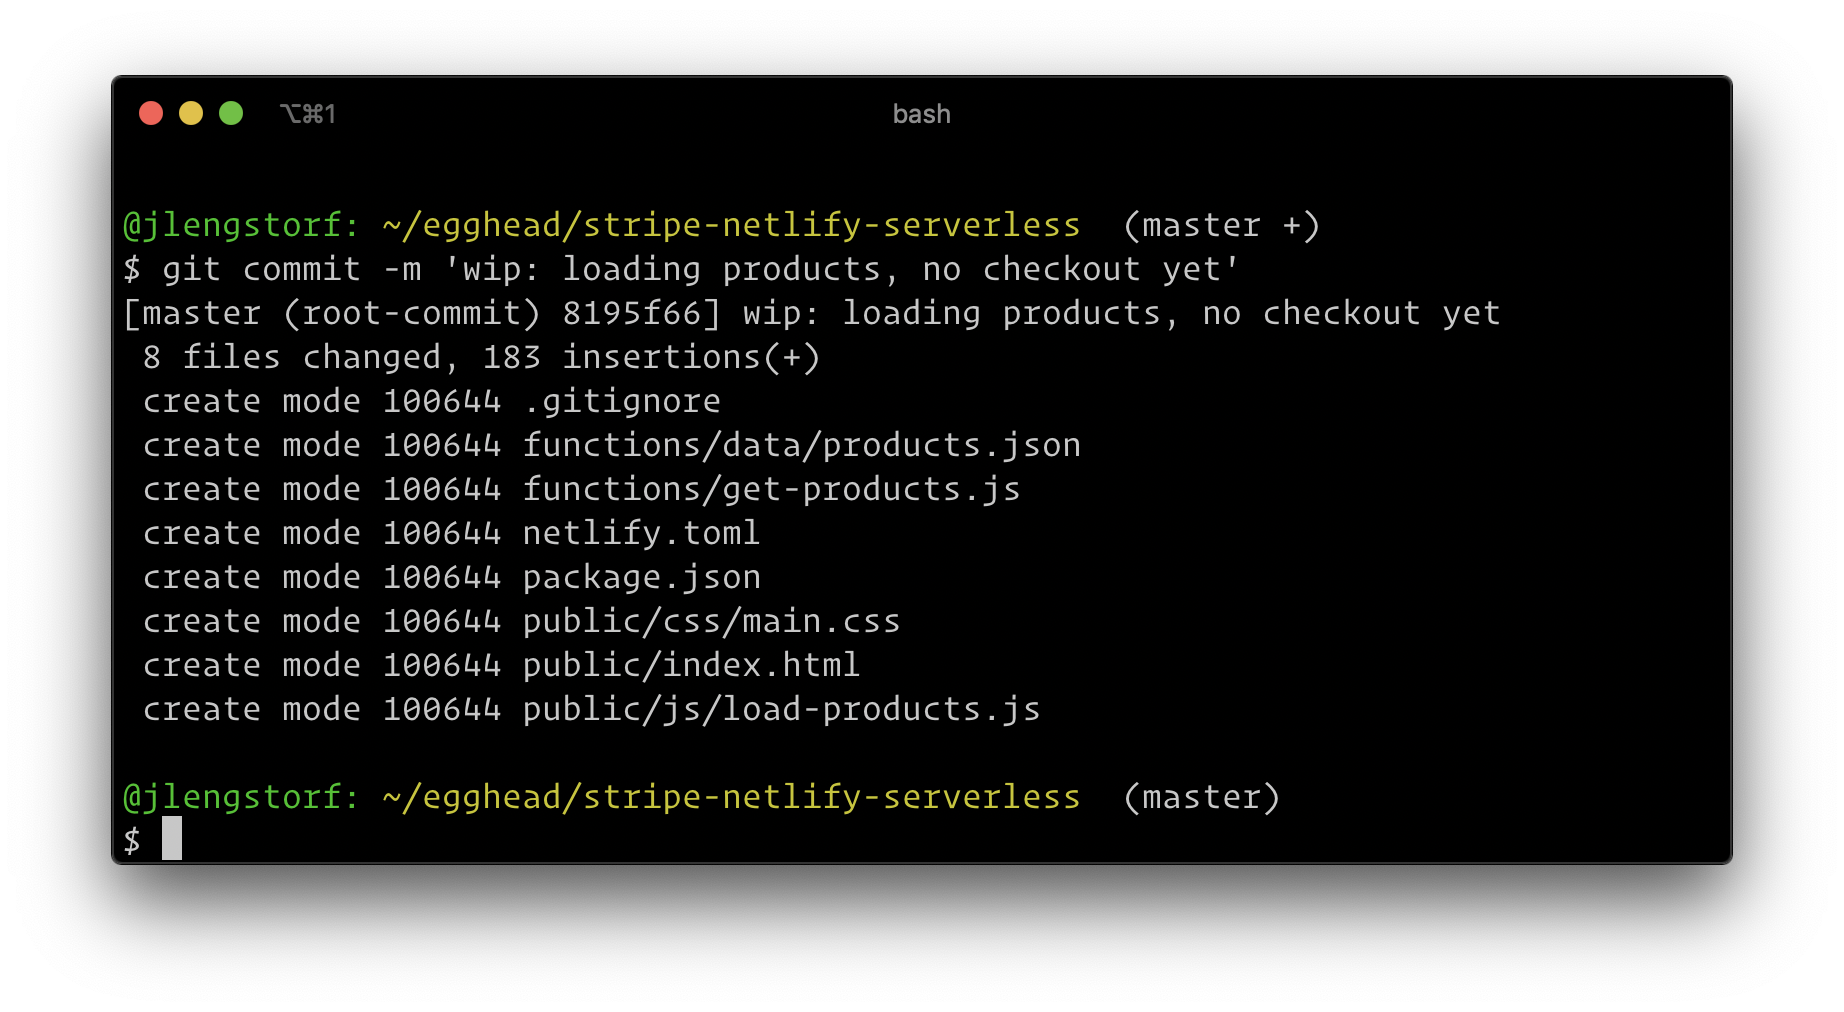 ⌥⌘1
bash
@jlengstorf: ~/egghead/stripe-netlify-serverless  (master +)
$ git commit -m 'wip: loading products, no checkout yet'
[master (root-commit) 8195f66] wip: loading products, no checkout yet
 8 files changed, 183 insertions(+)
 create mode 100644 .gitignore
 create mode 100644 functions/data/products.json
 create mode 100644 functions/get-products.js
 create mode 100644 netlify.toml
 create mode 100644 package.json
 create mode 100644 public/css/main.css
 create mode 100644 public/index.html
 create mode 100644 public/js/load-products.js
@jlengstorf: ~/egghead/stripe-netlify-serverless  (master)
$